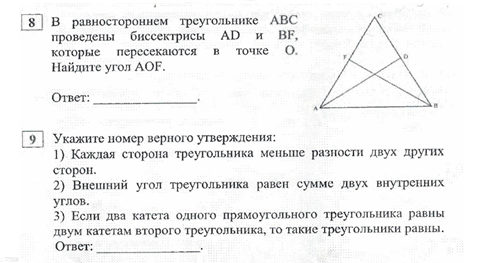 8 В равностороннем треугольнике ABC
проведены биссектрисы AD и BF,
которые пересекаются в точке O.
Найдите угол AOF.
Ответ: ________________.
C
F
D
A
B
9 Укажите номер верного утверждения:
1) Каждая сторона треугольника меньше разности двух других
сторон.
2) Внешний угол треугольника равен сумме двух внутренних
углов.
3) Если два катета одного прямоугольного треугольника равны
двум катетам второго треугольника, то такие треугольники равны.
Ответ: ________________.